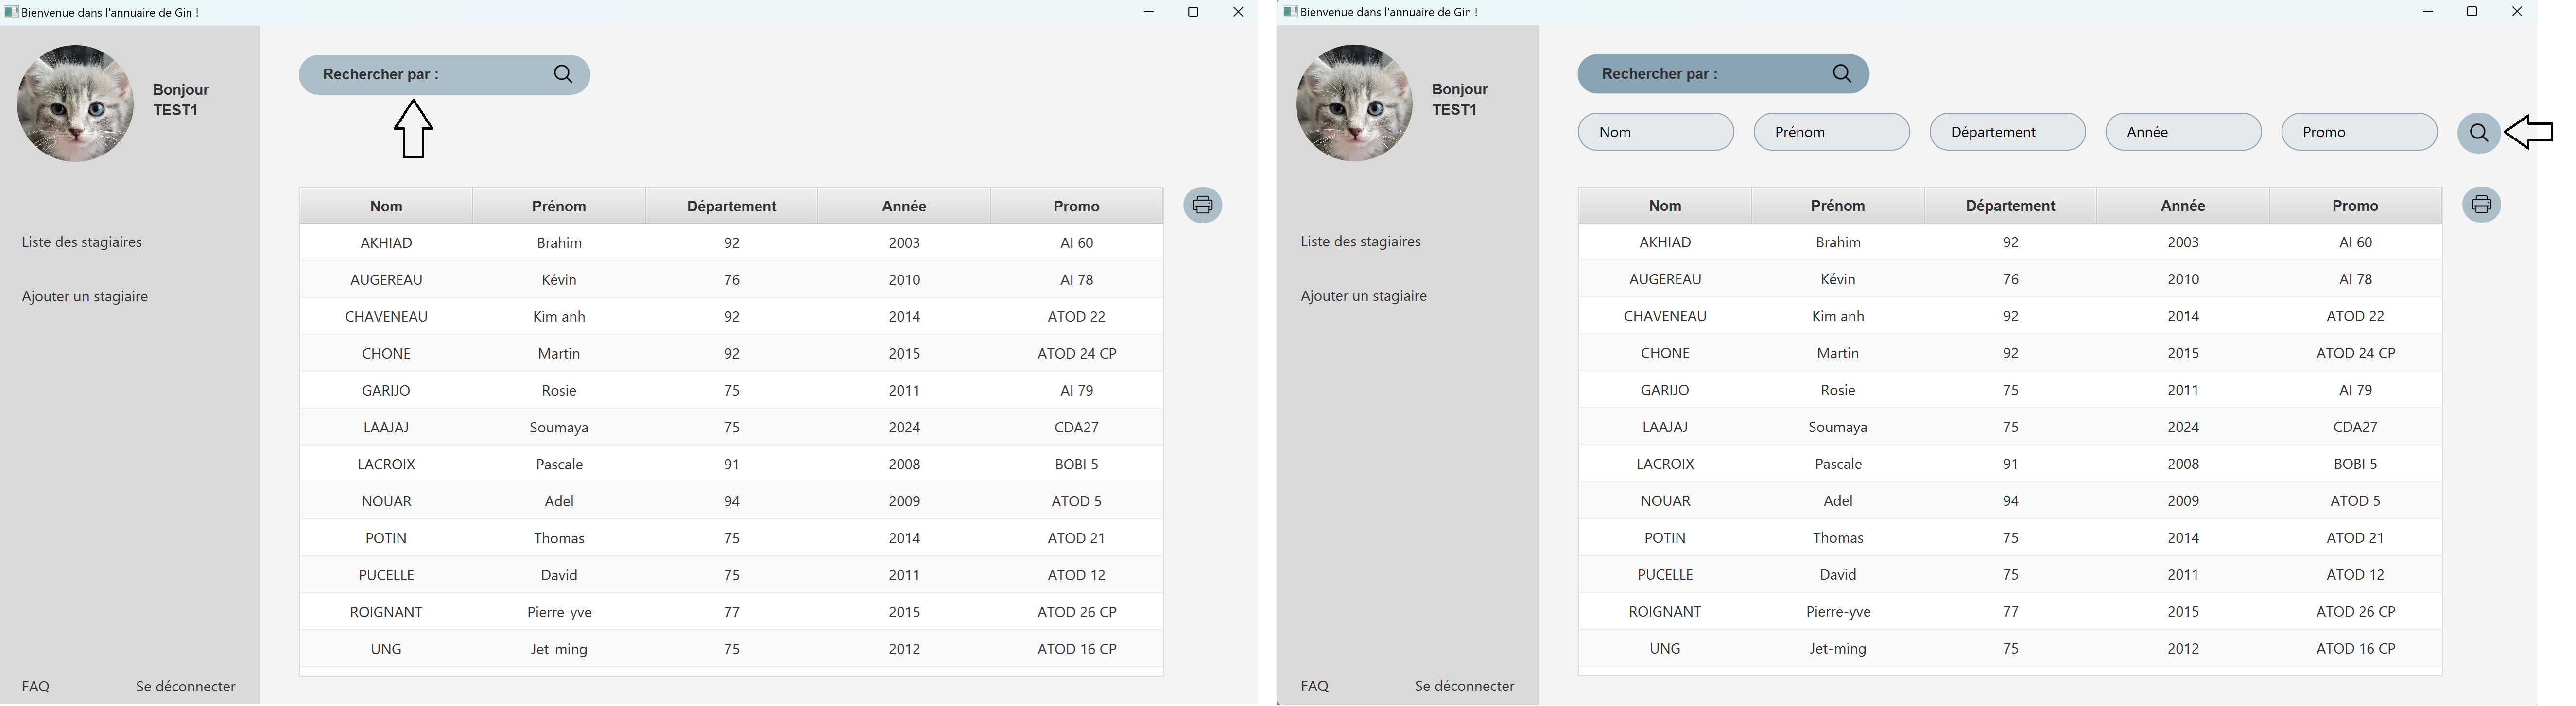 Bienvenue dans l'annuaire de Gin !
Bonjour
TEST1
Rechercher par :
Liste des stagiaires
Ajouter un stagiaire
Nom Prénom Département Année Promo
AKHIAD Brahim 92 2003 AI 60
AUGEREAU Kévin 76 2010 AI 78
CHAVENEAU Kim anh 92 2014 ATOD 22
CHONE Martin 92 2015 ATOD 24 CP
GARIJO Rosie 75 2011 AI 79
LAAJAJ Soumaya 75 2024 CDA27
LACROIX Pascale 91 2008 BOBI 5
NOUAR Adel 94 2009 ATOD 5
POTIN Thomas 75 2014 ATOD 21
PUCELLE David 75 2011 ATOD 12
ROIGNANT Pierre-yve 77 2015 ATOD 26 CP
UNG Jet-ming 75 2012 ATOD 16 CP
FAQ Se déconnecter
Bienvenue dans l'annuaire de Gin !
Bonjour
TEST1
Rechercher par :
Nom Prénom Département Année Promo
Liste des stagiaires
Ajouter un stagiaire
Nom Prénom Département Année Promo
AKHIAD Brahim 92 2003 AI 60
AUGEREAU Kévin 76 2010 AI 78
CHAVENEAU Kim anh 92 2014 ATOD 22
CHONE Martin 92 2015 ATOD 24 CP
GARIJO Rosie 75 2011 AI 79
LAAJAJ Soumaya 75 2024 CDA27
LACROIX Pascale 91 2008 BOBI 5
NOUAR Adel 94 2009 ATOD 5
POTIN Thomas 75 2014 ATOD 21
PUCELLE David 75 2011 ATOD 12
ROIGNANT Pierre-yve 77 2015 ATOD 26 CP
UNG Jet-ming 75 2012 ATOD 16 CP
FAQ Se déconnecter